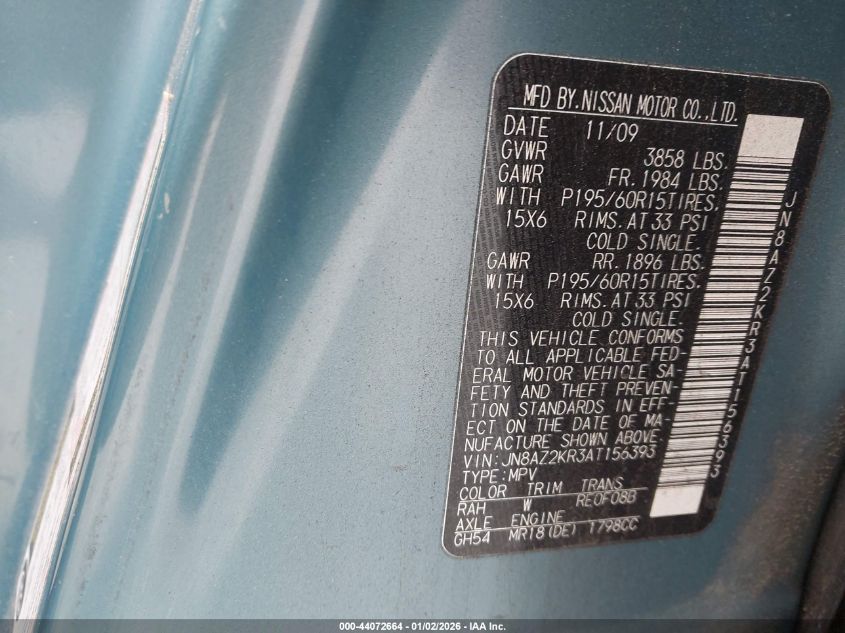 MFD BY.NISSAN MOTOR CO.,LTD.
DATE 11/09
GVWR 3858 LBS.
GAWR FR. 1984 LBS.
WITH P195/60R15TIRES,
15X6 RIMS. AT 33 PSI
COLD SINGLE.
GAWR RR. 1896 LBS.
WITH P195/60R15TIRES,
15X6 RIMS. AT 33 PSI
COLD SINGLE.
THIS VEHICLE CONFORMS
TO ALL APPLICABLE FED-
ERAL MOTOR VEHICLE SA-
FETY AND THEFT PREVEN-
TION STANDARDS IN EFF-
ECT ON THE DATE OF MA-
NUFACTURE SHOWN ABOVE.
VIN:JN8AZ2KR3AT156393
TYPE:MPV
COLOR TRIM TRANS
RAH W RE0F08B
AXLE ENGINE
GH54 MR18(DE) 1798CC
JN8AZ2KR3AT156393
000-44072664 - 01/02/2026 - IAA Inc.